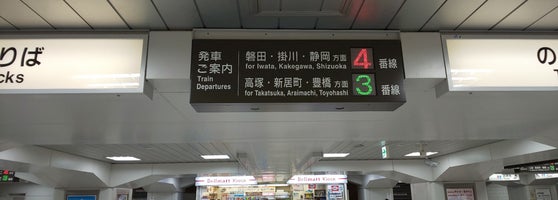 りば
cks
発車
ご案内
Train
Departures
磐田・掛川・静岡 方面
for Iwata, Kakegawa, Shizuoka
4 番線
高塚・新居町・豊橋 方面
for Takatsuka, Araimachi, Toyohashi
3 番線
の
Bellmart Kiosk